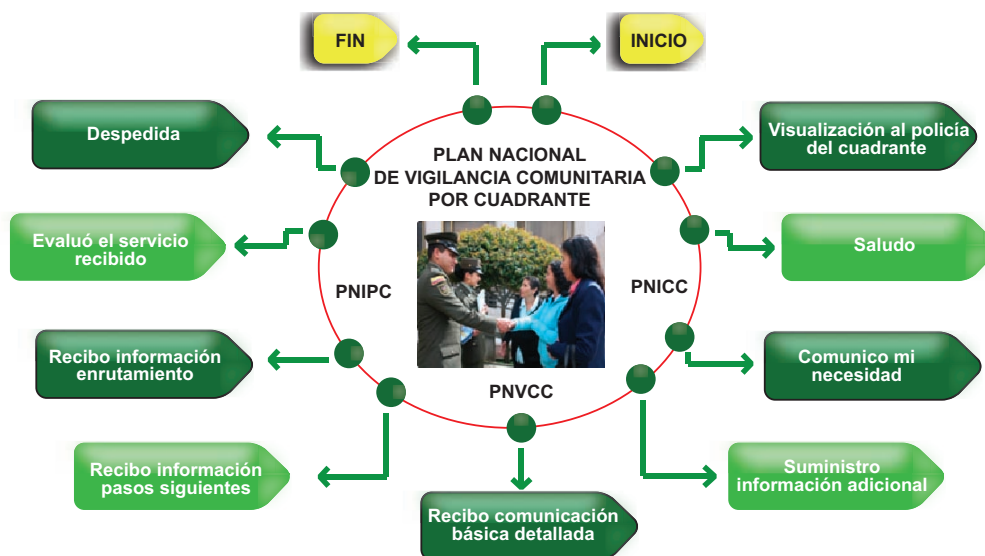 FIN
INICIO
Despedida
Visualización al policía
del cuadrante
PLAN NACIONAL
DE VIGILANCIA COMUNITARIA
POR CUADRANTE
Evaluó el servicio
recibido
Saludo
PNIPC
PNICC
Recibo información
enrutamiento
Comunico mi
necesidad
PNVCC
Recibo información
pasos siguientes
Suministro
información adicional
Recibo comunicación
básica detallada